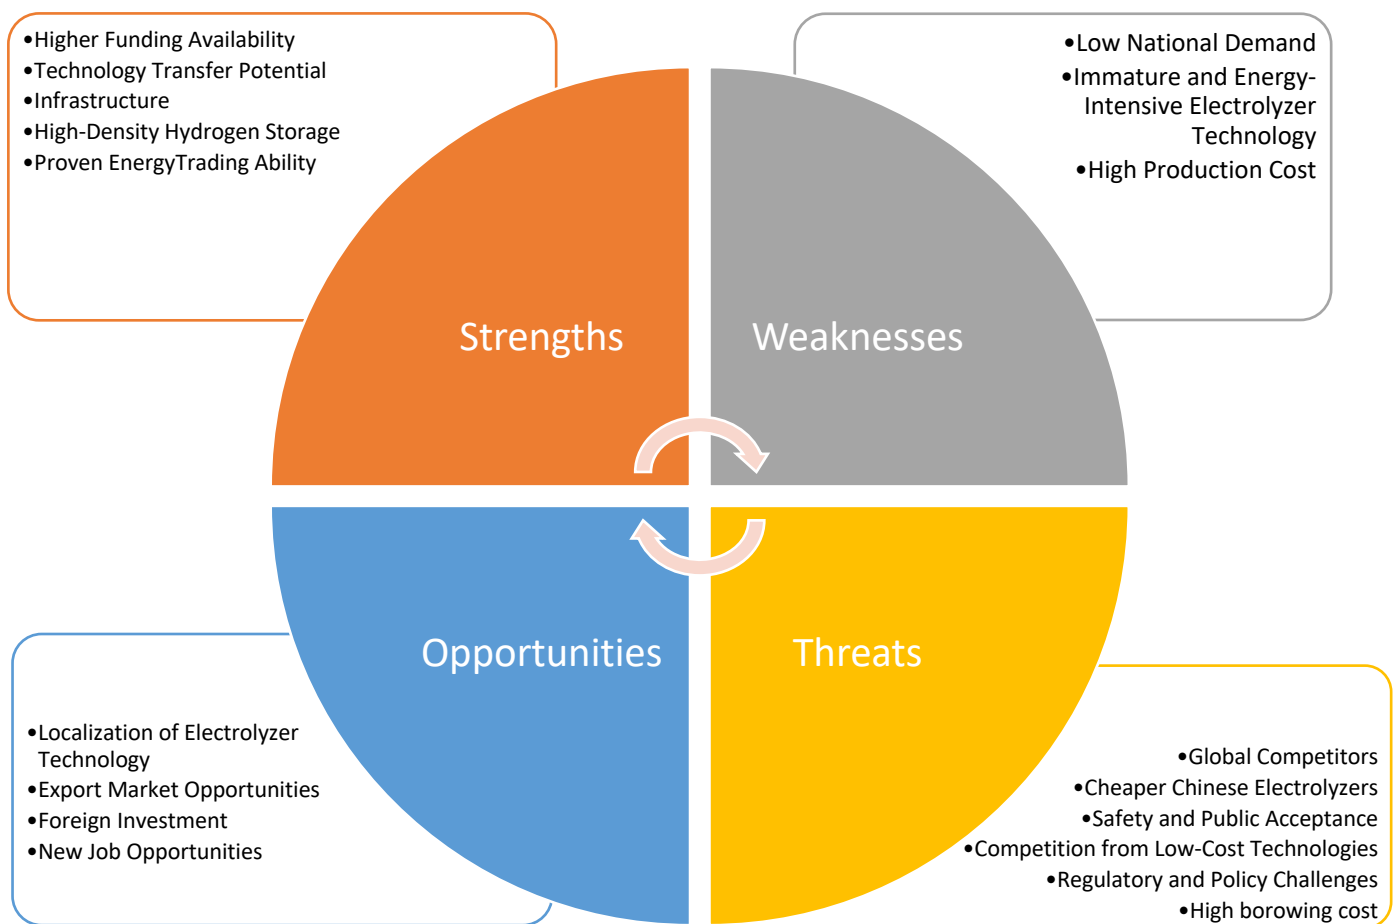 •Higher Funding Availability
•Technology Transfer Potential
•Infrastructure
•High-Density Hydrogen Storage
•Proven EnergyTrading Ability
•Low National Demand
•Immature and Energy-
Intensive Electrolyzer
Technology
•High Production Cost
Strengths
Weaknesses
Opportunities
Threats
•Localization of Electrolyzer
Technology
•Export Market Opportunities
•Foreign Investment
•New Job Opportunities
•Global Competitors
•Cheaper Chinese Electrolyzers
•Safety and Public Acceptance
•Competition from Low-Cost Technologies
•Regulatory and Policy Challenges
•High borrowing cost